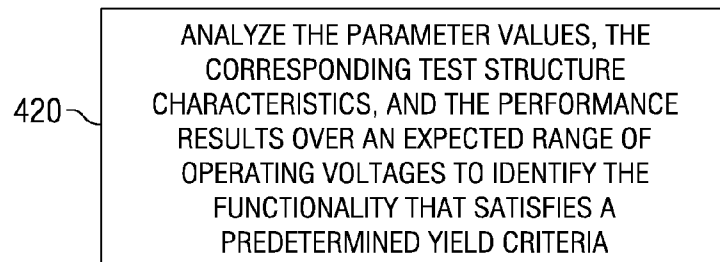 ANALYZE THE PARAMETER VALUES, THE
CORRESPONDING TEST STRUCTURE
CHARACTERISTICS, AND THE PERFORMANCE
RESULTS OVER AN EXPECTED RANGE OF
OPERATING VOLTAGES TO IDENTIFY THE
FUNCTIONALITY THAT SATISFIES A
PREDETERMINED YIELD CRITERIA
420